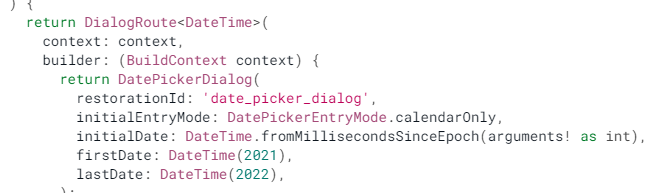 ) {
return DialogRoute<DateTime>(
context: context,
builder: (BuildContext context) {
return DatePickerDialog(
restorationId: 'date_picker_dialog',
initialEntryMode: DatePickerEntryMode.calendarOnly,
initialDate: DateTime.fromMillisecondsSinceEpoch(arguments! as int),
firstDate: DateTime(2021),
lastDate: DateTime(2022),
);